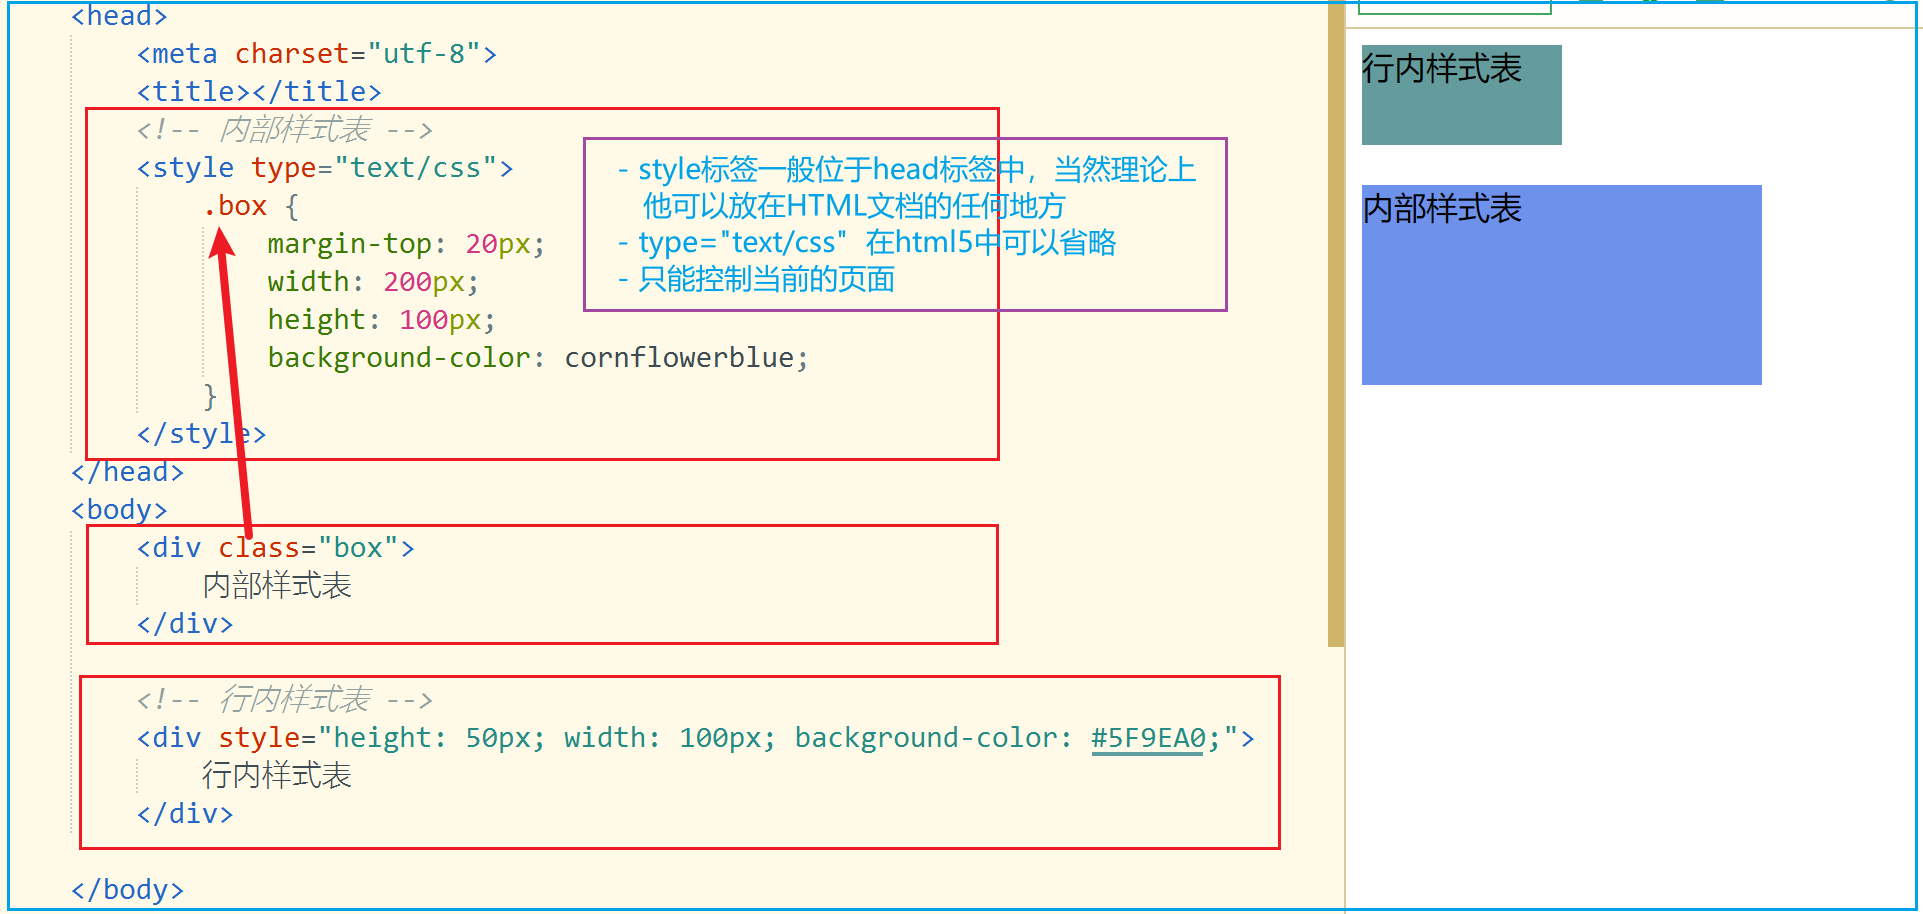 <head>
<meta charset="utf-8">
<title></title>
<!-- 内部样式表 -->
<style type="text/css">
.box {
margin-top: 20px;
width: 200px;
height: 100px;
background-color: cornflowerblue;
}
</style>
</head>
<body>
<div class="box">
内部样式表
</div>
<!-- 行内样式表 -->
<div style="height: 50px; width: 100px; background-color: #5F9EA0;">
行内样式表
</div>
</body>
- style标签一般位于head标签中，当然理论上
他可以放在HTML文档的任何地方
- type="text/css" 在html5中可以省略
- 只能控制当前的页面
行内样式表
内部样式表